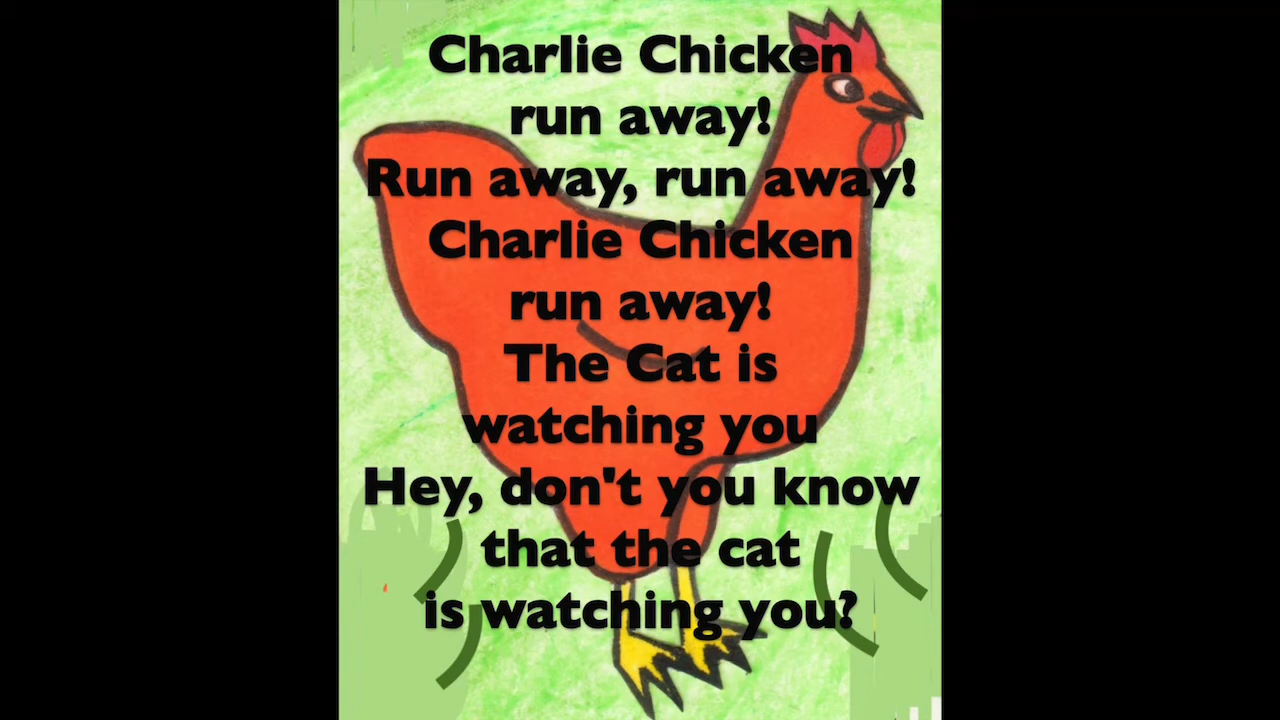 Charlie Chicken
run away!
Run away, run away!
Charlie Chicken
run away!
The Cat is
watching you
Hey, don't you know
that the cat
is watching you?